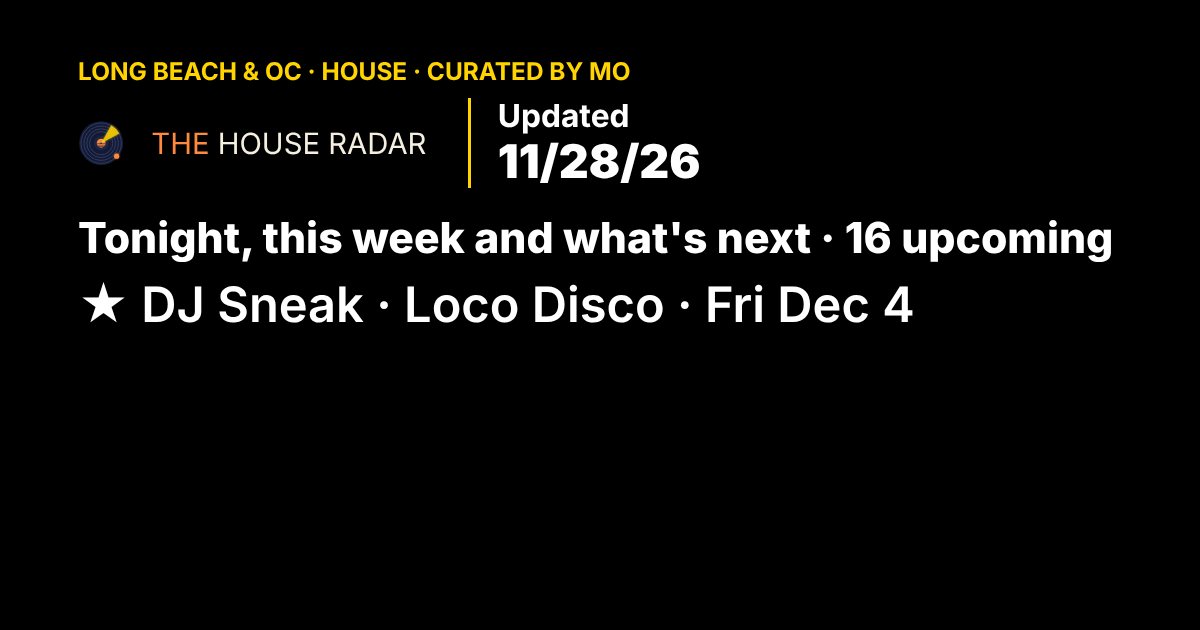 LONG BEACH & OC · HOUSE · CURATED BY MO
THE HOUSE RADAR
Updated
11/28/26
Tonight, this week and what's next · 16 upcoming
★ DJ Sneak · Loco Disco · Fri Dec 4